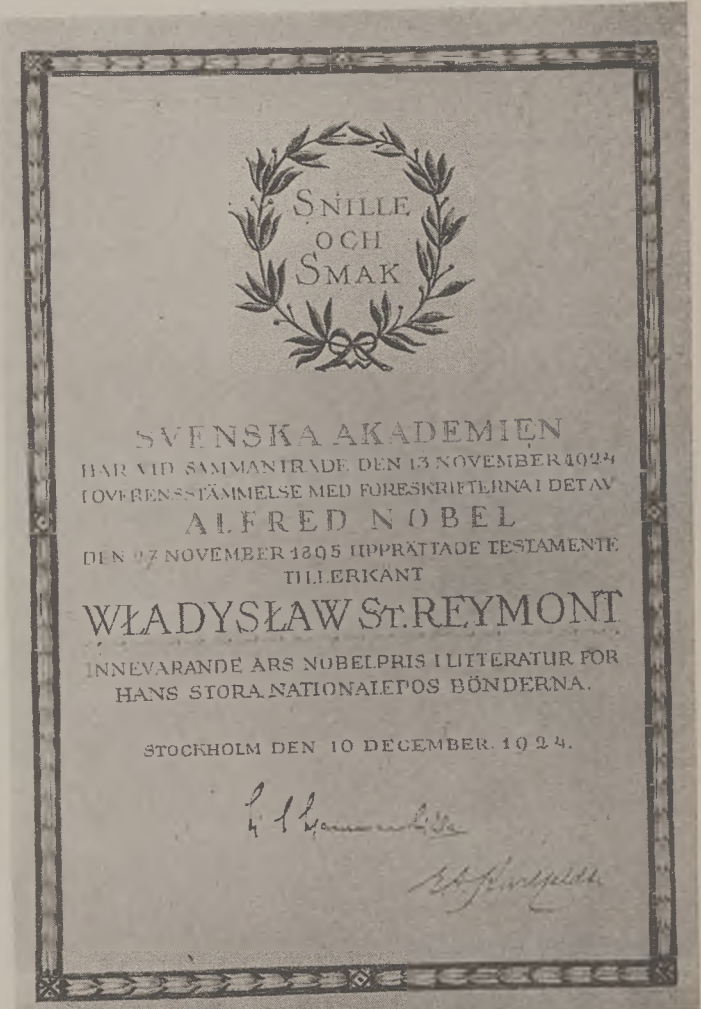 SNILLE
OCH
SMAK
SVENSKA AKADEMIEN
HAR VID SAMMANTRÄDE DEN 13 NOVEMBER 1924
I ÖVERENSSTÄMMELSE MED FÖRESKRIFTERNA I DET AV
ALFRED NOBEL
DEN 27 NOVEMBER 1895 UPPRÄTTADE TESTAMENTE
TILLERKÄNT
WŁADYSŁAW ST. REYMONT
INNEVARANDE ÅRS NOBELPRIS I LITTERATUR FÖR
HANS STORA NATIONALEPOS BÖNDERNA.
STOCKHOLM DEN 10 DECEMBER. 1924.